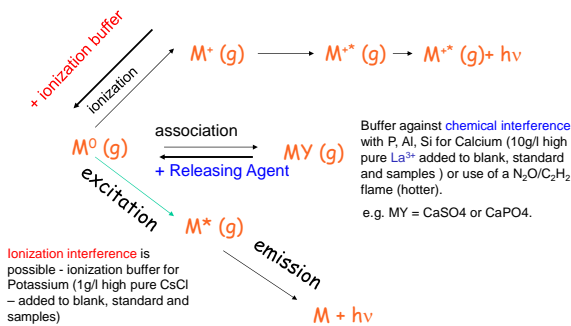 + ionization buffer
ionization
M⁺ (g)
M⁺* (g)
M⁺* (g)+ hν
M⁰ (g)
association
+ Releasing Agent
MY (g)
Buffer against chemical interference
with P, Al, Si for Calcium (10g/l high
pure La³⁺ added to blank, standard
and samples ) or use of a N₂O/C₂H₂
flame (hotter).
e.g. MY = CaSO4 or CaPO4.
excitation
M* (g)
emission
M + hν
Ionization interference is
possible - ionization buffer for
Potassium (1g/l high pure CsCl
– added to blank, standard and
samples)